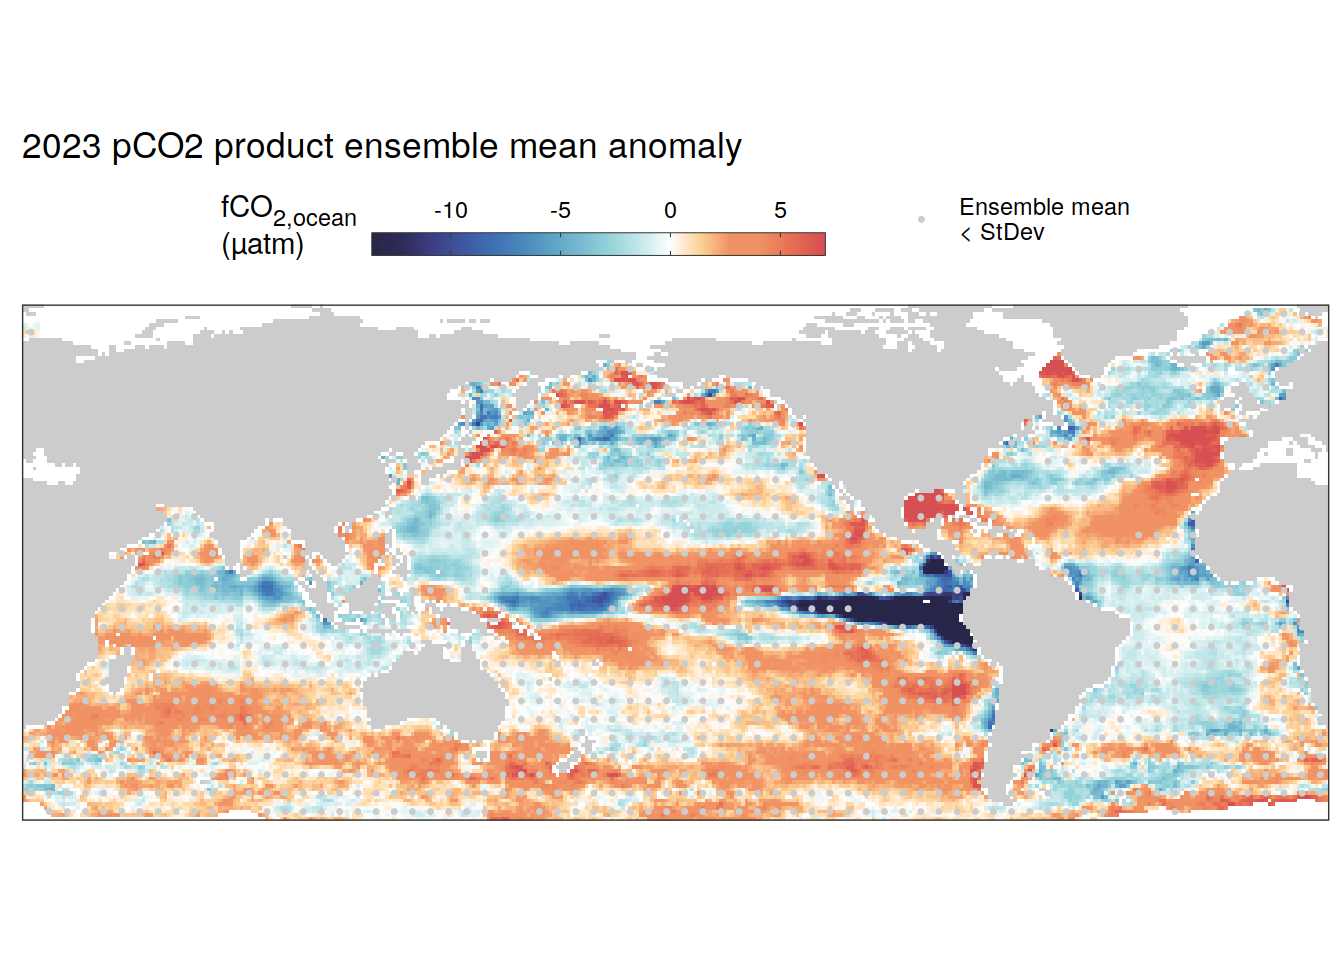 2023 pCO2 product ensemble mean anomaly
fCO2,ocean
(µatm)
-10 -5 0 5
Ensemble mean
< StDev